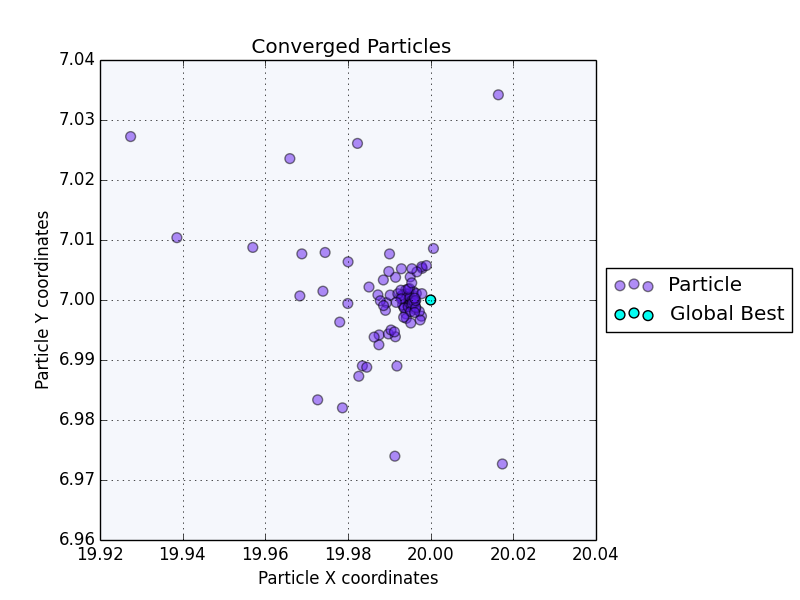 Converged Particles
7.04
7.03
7.02
7.01
7.00
6.99
6.98
6.97
6.96
Particle Y coordinates
19.92 19.94 19.96 19.98 20.00 20.02 20.04
Particle X coordinates
Particle
Global Best